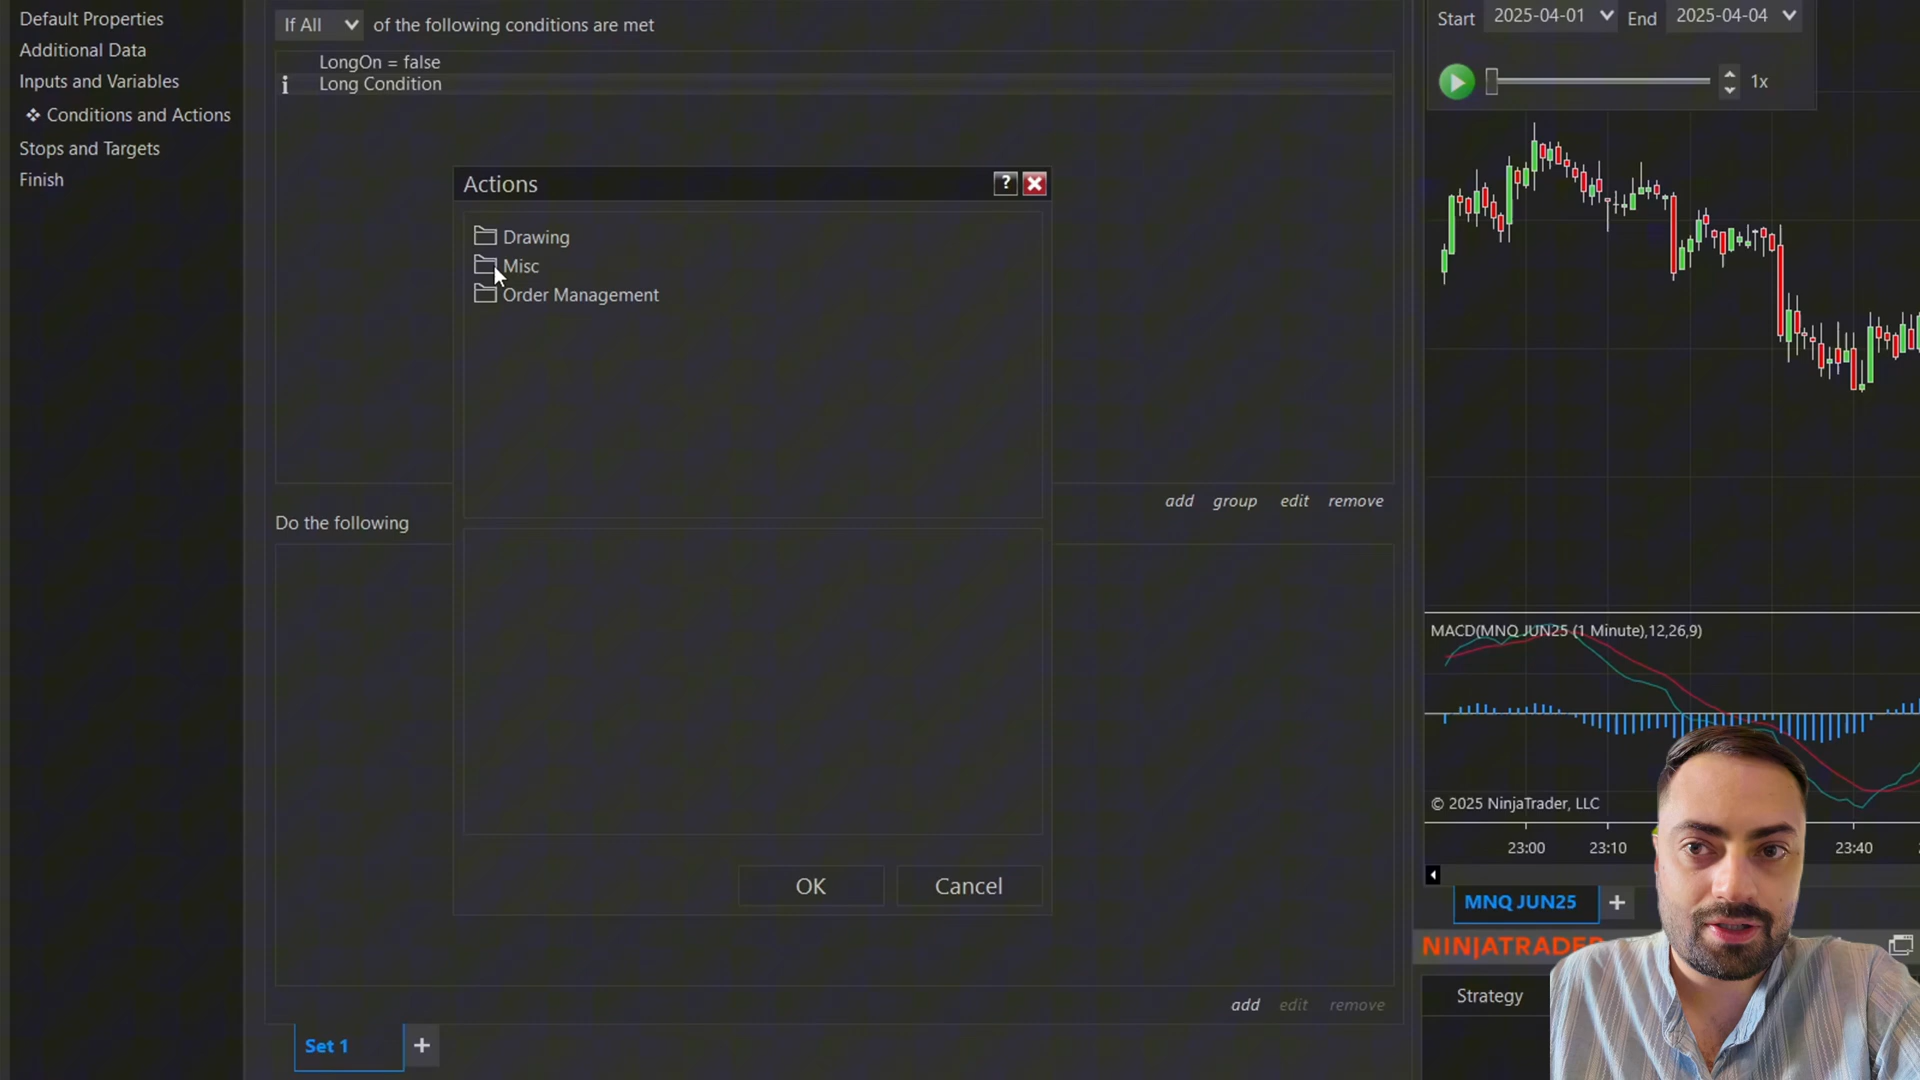 Default Properties
Additional Data
Inputs and Variables
Conditions and Actions
Stops and Targets
Finish
If All of the following conditions are met
LongOn = false
i Long Condition
Actions
?
Drawing
Misc
Order Management
add group edit remove
Do the following
OK Cancel
add edit remove
Set 1 +
Start 2025-04-01 End 2025-04-04
1x
MACD(MNQ JUN25 (1 Minute),12,26,9)
© 2025 NinjaTrader, LLC
23:00 23:10 23:40
MNQ JUN25 +
NINJATRADER
Strategy